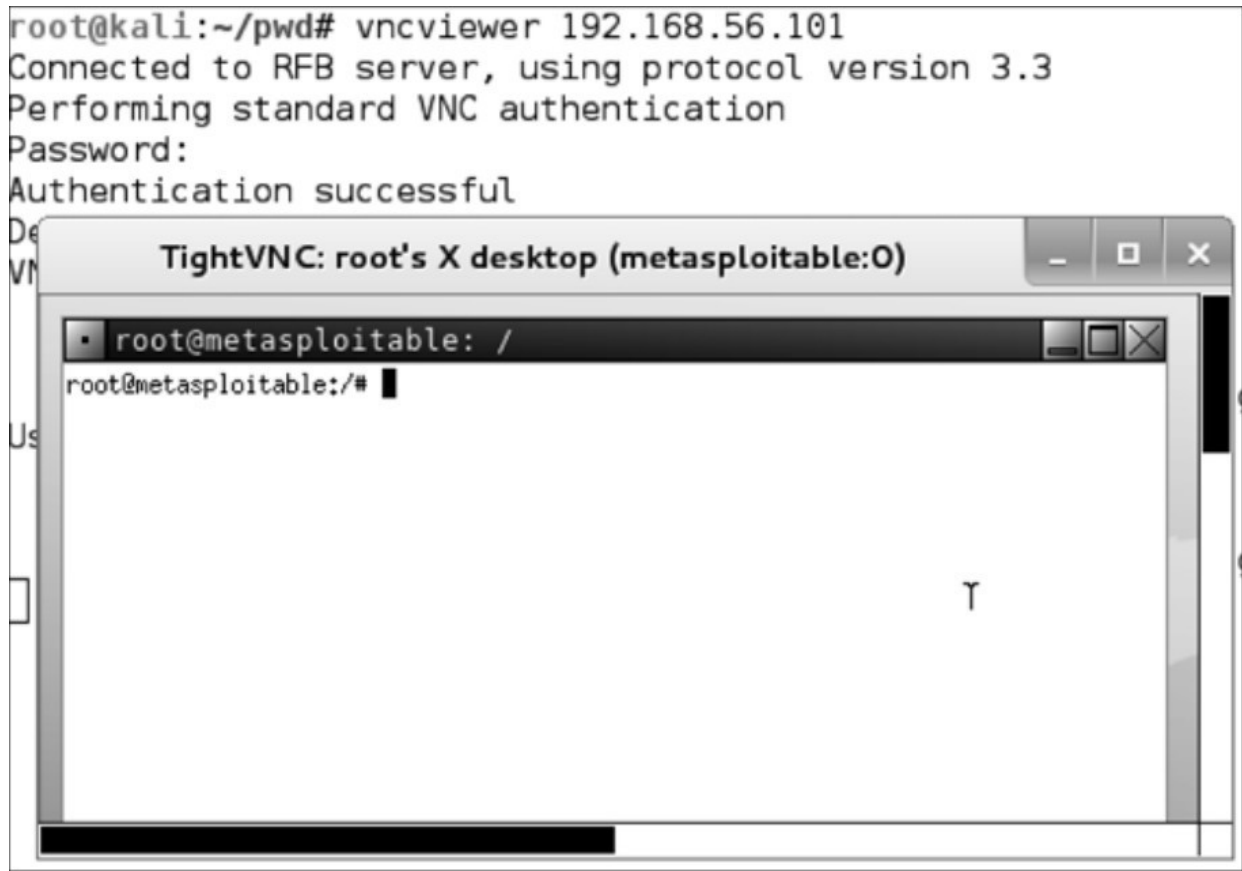 root@kali:~/pwd# vncviewer 192.168.56.101
Connected to RFB server, using protocol version 3.3
Performing standard VNC authentication
Password:
Authentication successful
TightVNC: root's X desktop (metasploitable:0)
root@metasploitable: /
root@metasploitable:/#